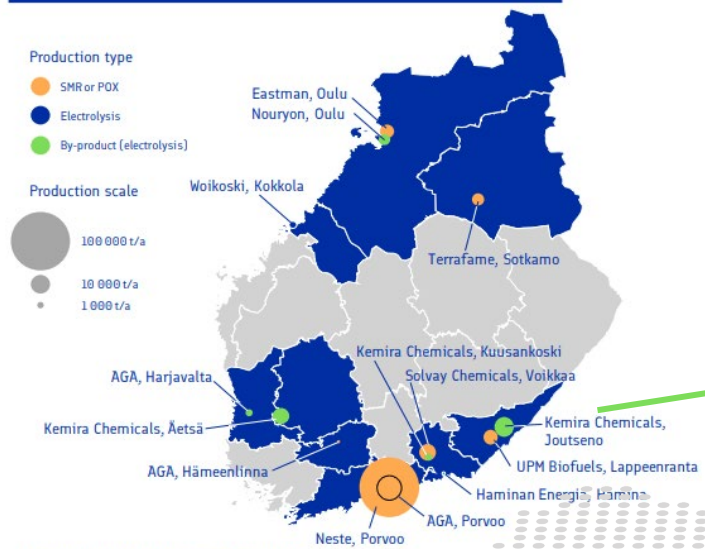 Production type
SMR or POX
Electrolysis
By-product (electrolysis)
Production scale
100 000 t/a
10 000 t/a
1 000 t/a
Eastman, Oulu
Nouryon, Oulu
Woikoski, Kokkola
Terrafame, Sotkamo
Kemira Chemicals, Kuusankoski
Solvay Chemicals, Voikkaa
AGA, Harjavalta
Kemira Chemicals, Äetsä
Kemira Chemicals,
Joutseno
AGA, Hämeenlinna
UPM Biofuels, Lappeenranta
Haminan Energia, Hamina
AGA, Porvoo
Neste, Porvoo